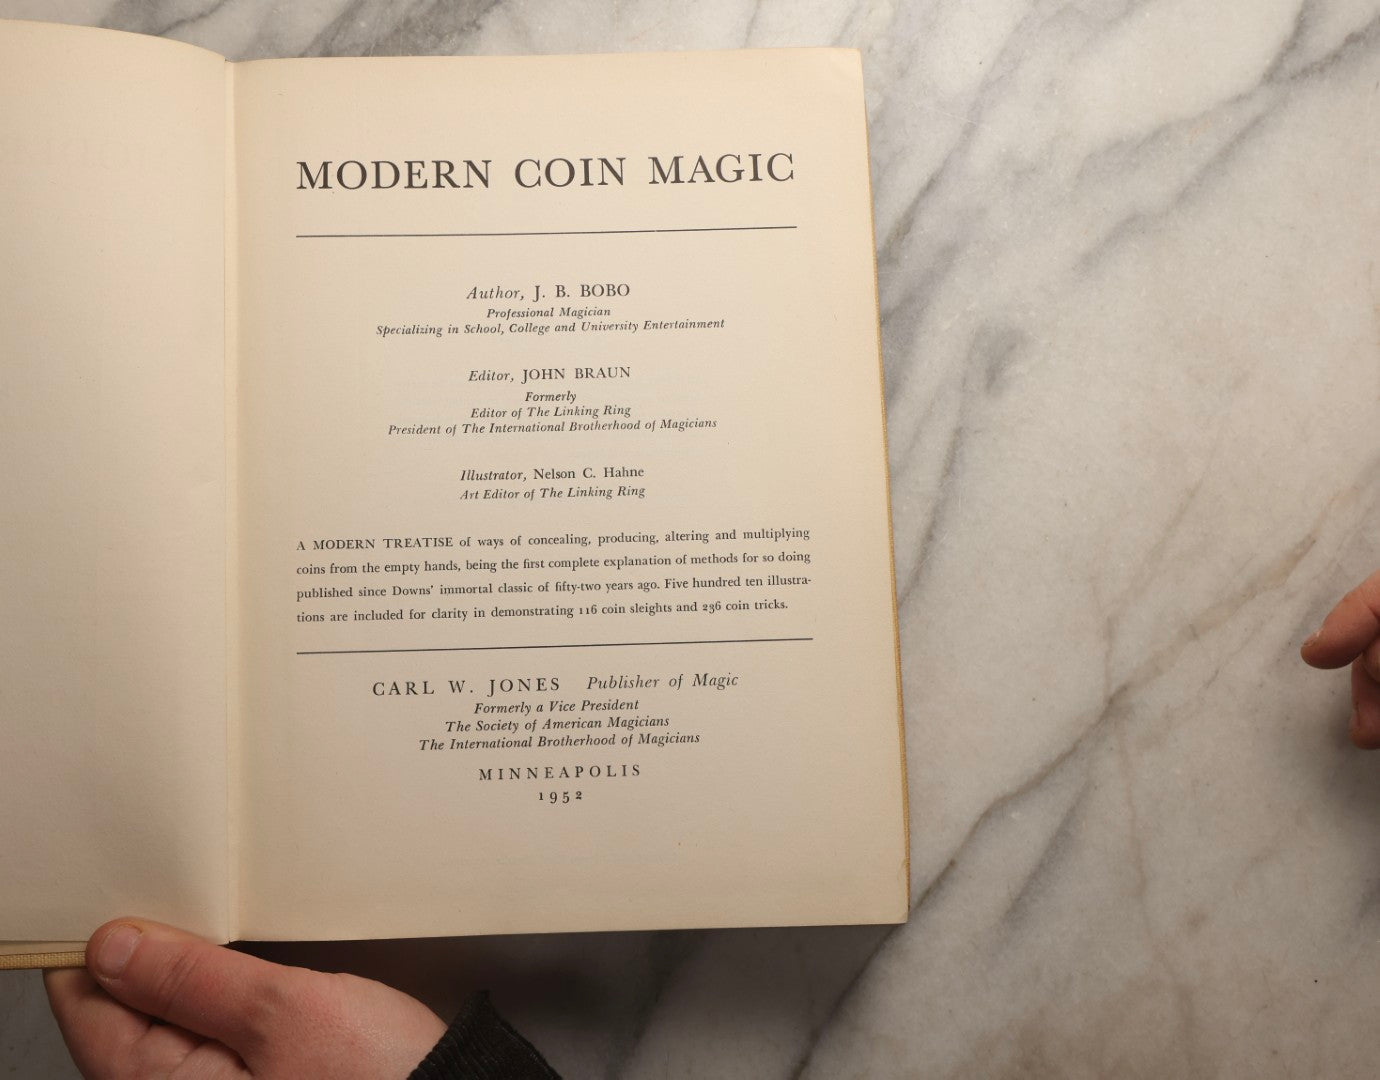 MODERN COIN MAGIC
Author, J. B. BOBO
Professional Magician
Specializing in School, College and University Entertainment
Editor, JOHN BRAUN
Formerly
Editor of The Linking Ring
President of The International Brotherhood of Magicians
Illustrator, Nelson C. Hahne
Art Editor of The Linking Ring
A MODERN TREATISE of ways of concealing, producing, altering and multiplying
coins from the empty hands, being the first complete explanation of methods for so doing
published since Downs' immortal classic of fifty-two years ago. Five hundred ten illustra-
tions are included for clarity in demonstrating 116 coin sleights and 236 coin tricks.
CARL W. JONES Publisher of Magic
Formerly a Vice President
The Society of American Magicians
The International Brotherhood of Magicians
MINNEAPOLIS
1952